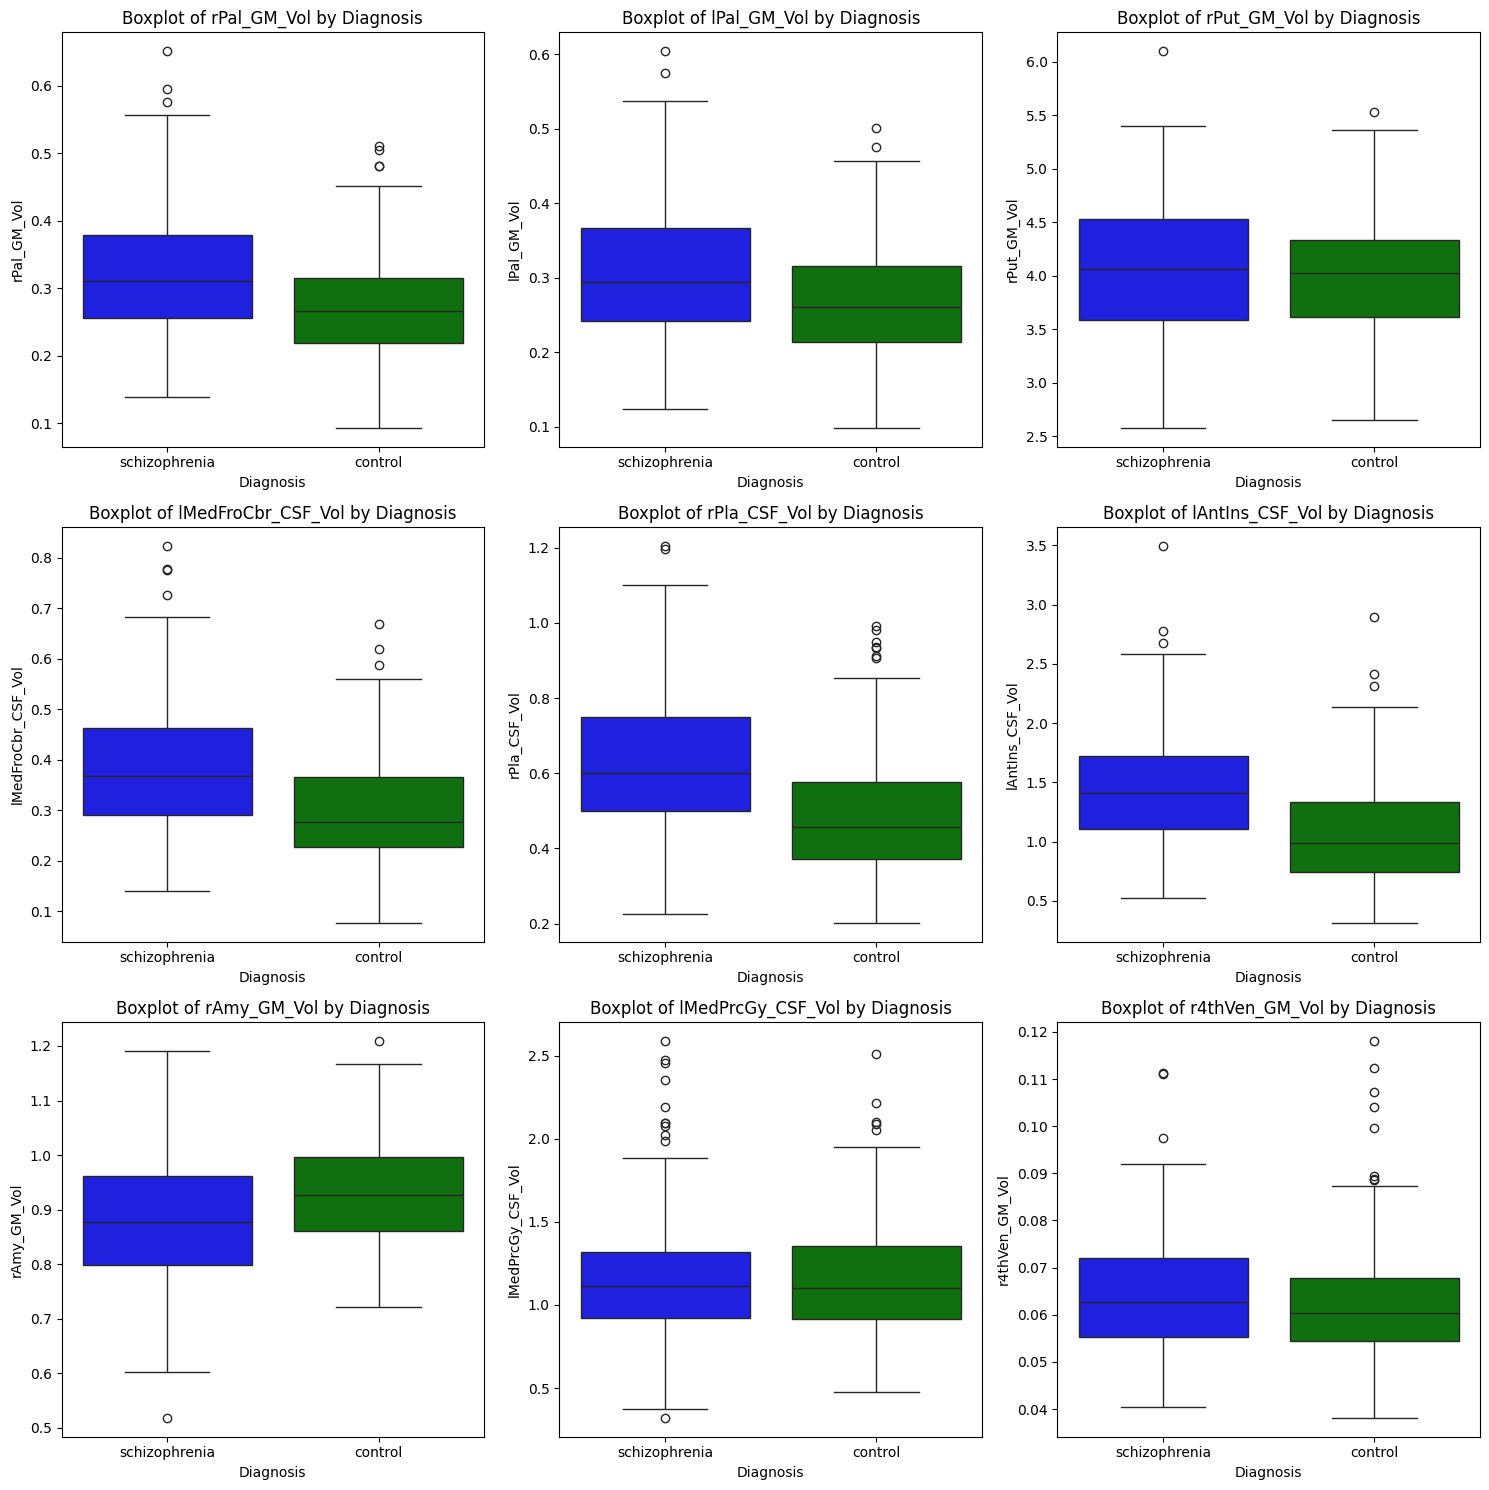 Boxplot of rPal_GM_Vol by Diagnosis
rPal_GM_Vol
0.6
0.5
0.4
0.3
0.2
0.1
schizophrenia control
Diagnosis
Boxplot of lPal_GM_Vol by Diagnosis
lPal_GM_Vol
0.6
0.5
0.4
0.3
0.2
0.1
schizophrenia control
Diagnosis
Boxplot of rPut_GM_Vol by Diagnosis
rPut_GM_Vol
6.0
5.5
5.0
4.5
4.0
3.5
3.0
2.5
schizophrenia control
Diagnosis
Boxplot of lMedFroCbr_CSF_Vol by Diagnosis
lMedFroCbr_CSF_Vol
0.8
0.7
0.6
0.5
0.4
0.3
0.2
0.1
schizophrenia control
Diagnosis
Boxplot of rPla_CSF_Vol by Diagnosis
rPla_CSF_Vol
1.2
1.0
0.8
0.6
0.4
0.2
schizophrenia control
Diagnosis
Boxplot of lAntIns_CSF_Vol by Diagnosis
lAntIns_CSF_Vol
3.5
3.0
2.5
2.0
1.5
1.0
0.5
schizophrenia control
Diagnosis
Boxplot of rAmy_GM_Vol by Diagnosis
rAmy_GM_Vol
1.2
1.1
1.0
0.9
0.8
0.7
0.6
0.5
schizophrenia control
Diagnosis
Boxplot of lMedPrcGy_CSF_Vol by Diagnosis
lMedPrcGy_CSF_Vol
2.5
2.0
1.5
1.0
0.5
schizophrenia control
Diagnosis
Boxplot of r4thVen_GM_Vol by Diagnosis
r4thVen_GM_Vol
0.12
0.11
0.10
0.09
0.08
0.07
0.06
0.05
0.04
schizophrenia control
Diagnosis